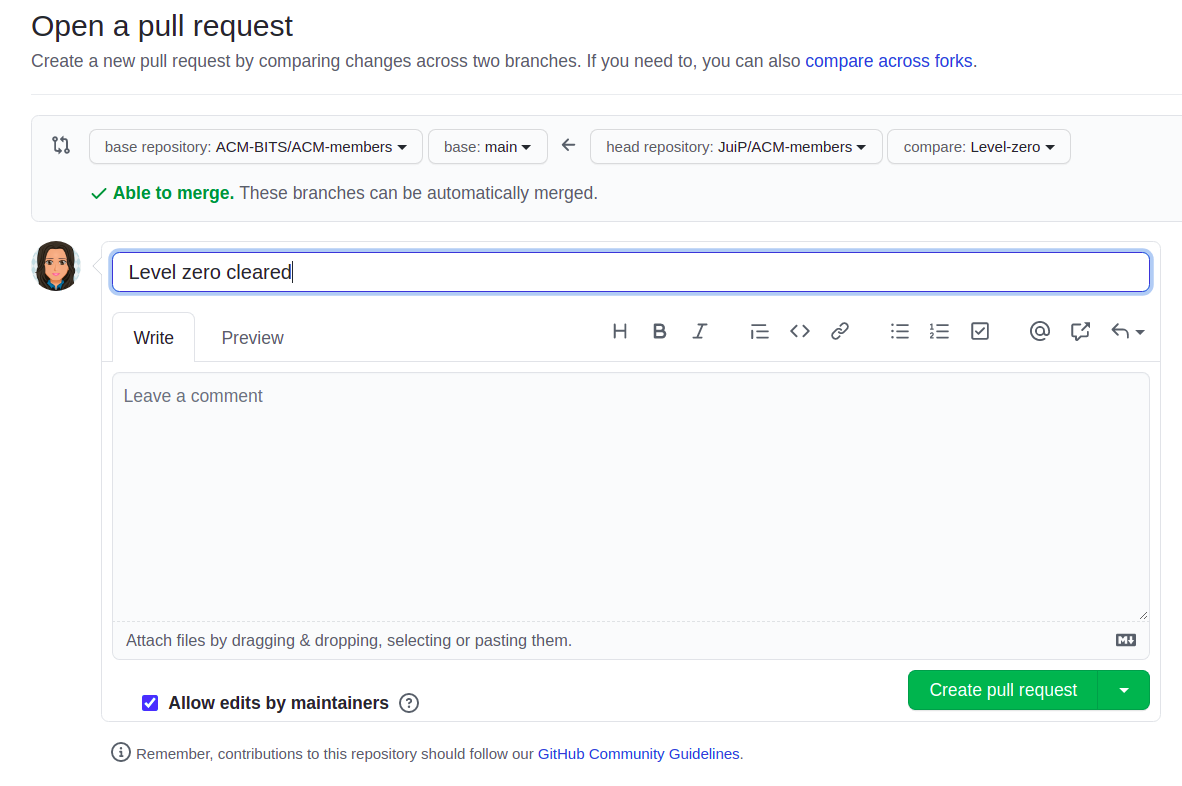 Open a pull request
Create a new pull request by comparing changes across two branches. If you need to, you can also compare across forks.
base repository: ACM-BITS/ACM-members base: main head repository: JuiP/ACM-members compare: Level-zero
Able to merge. These branches can be automatically merged.
Level zero cleared
Write Preview
Leave a comment
Attach files by dragging & dropping, selecting or pasting them.
Allow edits by maintainers
Create pull request
Remember, contributions to this repository should follow our GitHub Community Guidelines.